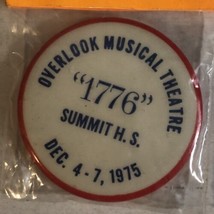 OVERLOOK MUSICAL THEATRE
"1776"
SUMMIT H. S.
DEC. 4-7, 1975